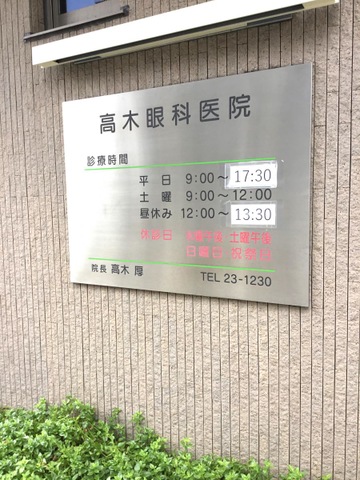 高木眼科医院
診療時間
平日 9:00～17:30
土曜 9:00～12:00
昼休み 12:00～13:30
休診日 木曜午後 土曜午後
日曜日 祝祭日
院長 高木 厚
TEL 23-1230